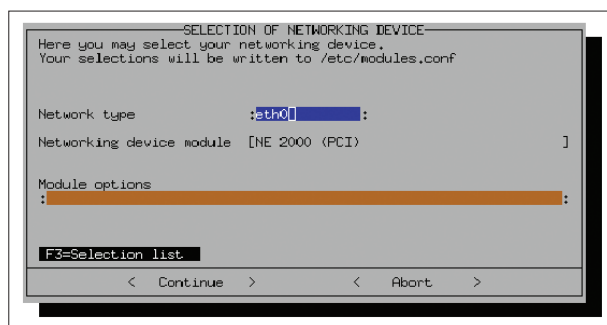 SELECTION OF NETWORKING DEVICE
Here you may select your networking device.
Your selections will be written to /etc/modules.conf
Network type :eth0 :
Networking device module [NE 2000 (PCI) ]
Module options
: :
F3=Selection list
< Continue > < Abort >